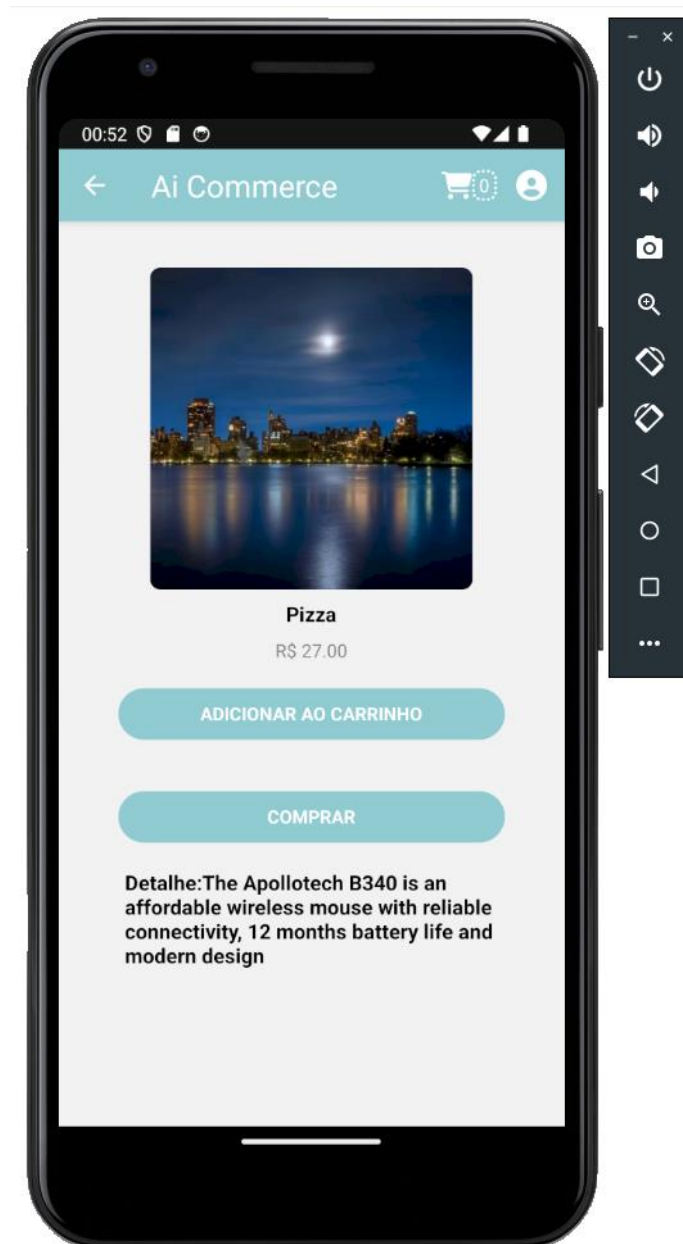 00:52
Ai Commerce
0
Pizza
R$ 27.00
ADICIONAR AO CARRINHO
COMPRAR
Detalhe:The Apollotech B340 is an
affordable wireless mouse with reliable
connectivity, 12 months battery life and
modern design